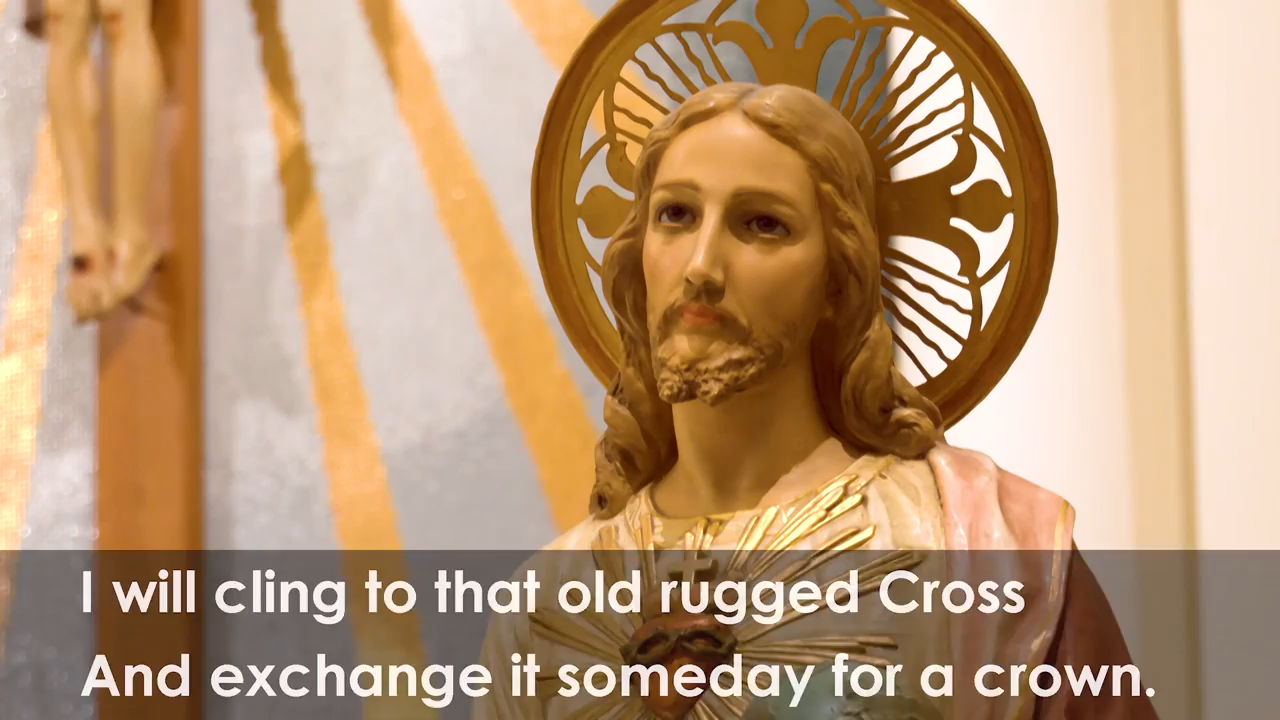 I will cling to that old rugged Cross
And exchange it someday for a crown.